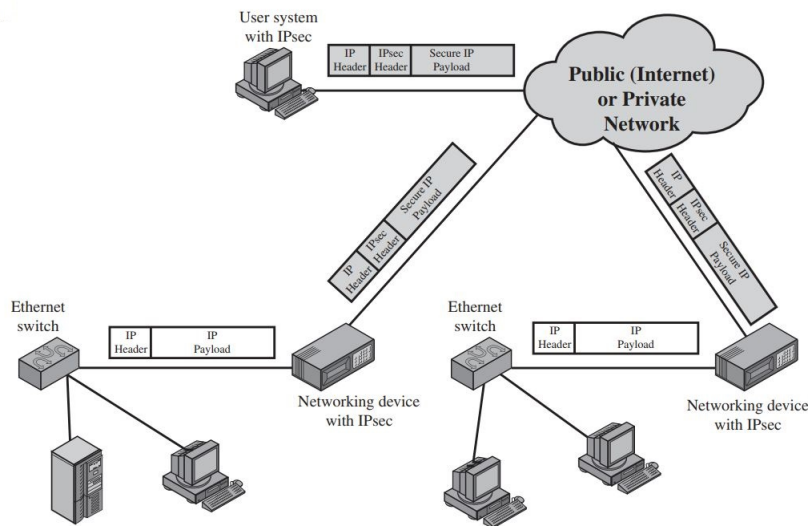 User system
with IPsec
IP
Header
IPsec
Header
Secure IP
Payload
Public (Internet)
or Private
Network
IP
Header
IPsec
Header
Secure IP
Payload
IP
Header
IPsec
Header
Secure IP
Payload
Ethernet
switch
IP
Header
IP
Payload
Networking device
with IPsec
Ethernet
switch
IP
Header
IP
Payload
Networking device
with IPsec